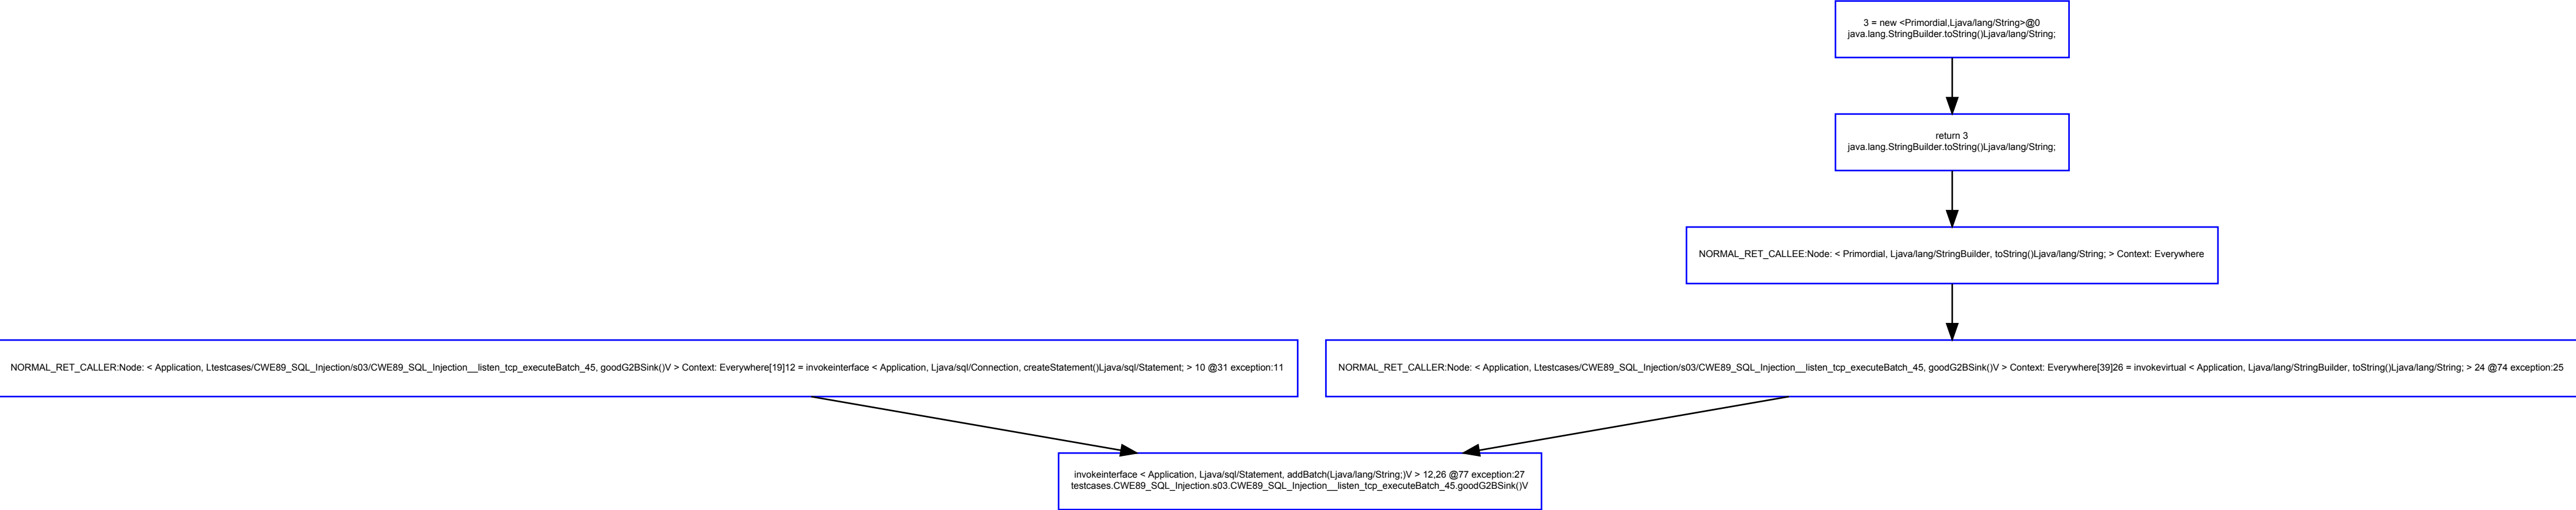 3 = new <Primordial,Ljava/lang/String>@0
java.lang.StringBuilder.toString()Ljava/lang/String;
return 3
java.lang.StringBuilder.toString()Ljava/lang/String;
NORMAL_RET_CALLEE:Node: < Primordial, Ljava/lang/StringBuilder, toString()Ljava/lang/String; > Context: Everywhere
NORMAL_RET_CALLER:Node: < Application, Ltestcases/CWE89_SQL_Injection/s03/CWE89_SQL_Injection__listen_tcp_executeBatch_45, goodG2BSink()V > Context: Everywhere[19]12 = invokeinterface < Application, Ljava/sql/Connection, createStatement()Ljava/sql/Statement; > 10 @31 exception:11
NORMAL_RET_CALLER:Node: < Application, Ltestcases/CWE89_SQL_Injection/s03/CWE89_SQL_Injection__listen_tcp_executeBatch_45, goodG2BSink()V > Context: Everywhere[39]26 = invokevirtual < Application, Ljava/lang/StringBuilder, toString()Ljava/lang/String; > 24 @74 exception:25
invokeinterface < Application, Ljava/sql/Statement, addBatch(Ljava/lang/String;)V > 12,26 @77 exception:27
testcases.CWE89_SQL_Injection.s03.CWE89_SQL_Injection__listen_tcp_executeBatch_45.goodG2BSink()V